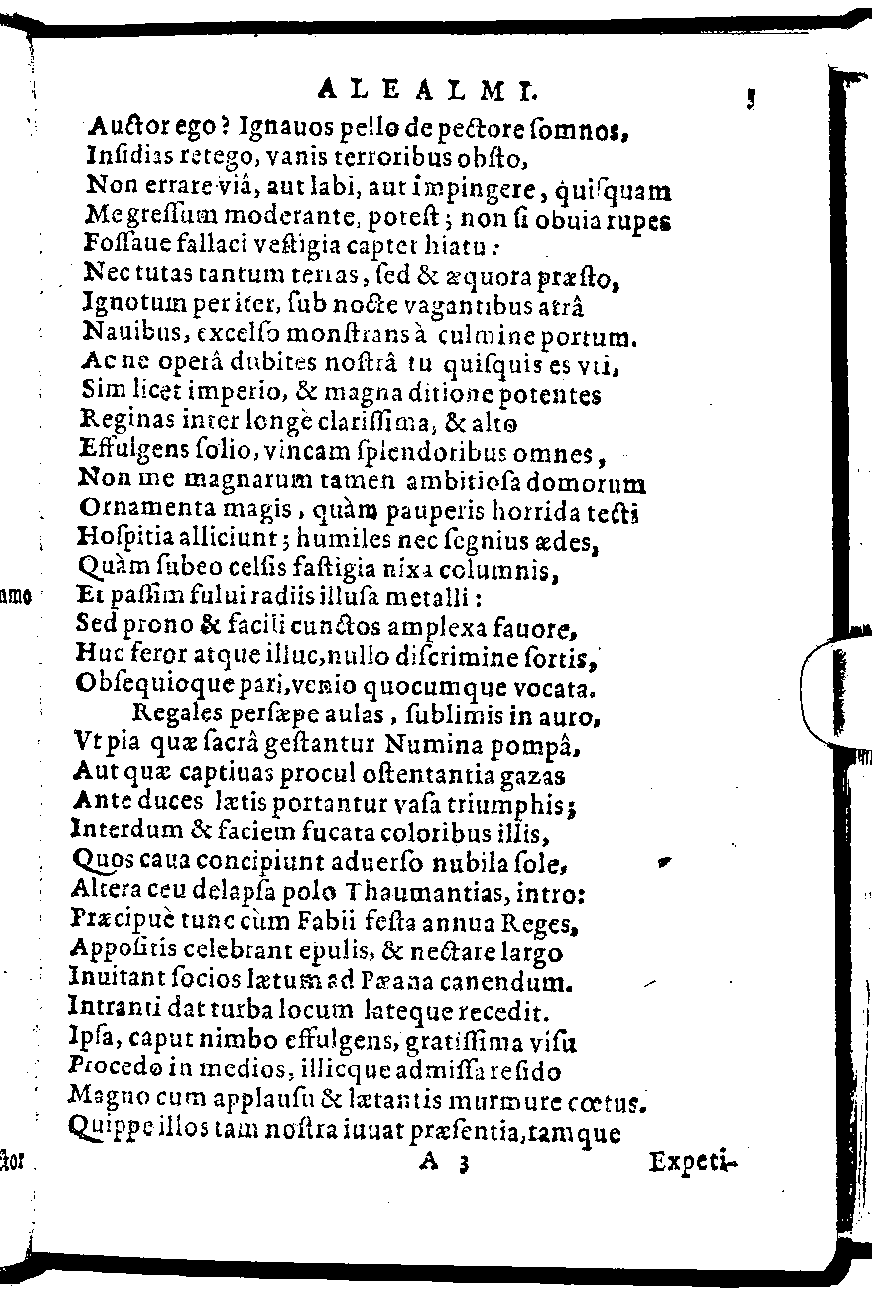 ALEALMI. 5
Auctor ego? Ignauos pello de pectore ſomnos,
Inſidias retego, vanis terroribus obſto,
Non errare viâ, aut labi, aut impingere, quiſquam
Me greſſum moderante, poteſt; non ſi obuia rupes
Foſſaue fallaci veſtigia captet hiatu:
Nec tutas tantum terras, ſed & æquora præſto,
Ignotum per iter, ſub nocte vagantibus atrâ
Nauibus, excelſo monſtrans à culmine portum.
Ac ne operâ dubites noſtrâ tu quiſquis es vti,
Sim licet imperio, & magna ditione potentes
Reginas inter longè clariſſima, & alto
Effulgens ſolio, vincam ſplendoribus omnes,
Non me magnarum tamen ambitioſa domorum
Ornamenta magis, quàm pauperis horrida tecti
Hoſpitia alliciunt; humiles nec ſegnius ædes,
Quàm ſubeo celſis faſtigia nixa columnis,
Et paſſim fului radiis illuſa metalli:
Sed prono & facili cunctos amplexa fauore,
Huc feror atque illuc, nullo diſcrimine ſortis,
Obſequioque pari, venio quocumque vocata.
Regales perſæpe aulas, ſublimis in auro,
Vt pia quæ ſacrâ geſtantur Numina pompâ,
Aut quæ captiuas procul oſtentantia gazas
Ante duces lætis portantur vaſa triumphis;
Interdum & faciem fucata coloribus illis,
Quos caua concipiunt aduerſo nubila ſole,
Altera ceu delapſa polo Thaumantias, intro:
Præcipuè tunc cùm Fabii feſta annua Reges,
Appoſitis celebrant epulis, & nectare largo
Inuitant ſocios lætum ad Pæana canendum.
Intranti dat turba locum lateque recedit.
Ipſa, caput nimbo effulgens, gratiſſima viſu
Procedo in medios, illicque admiſſa reſido
Magno cum applauſu & lætantis murmure cœtus.
Quippe illos tam noſtra iuuat præſentia, tamque
A 3 Expeti-